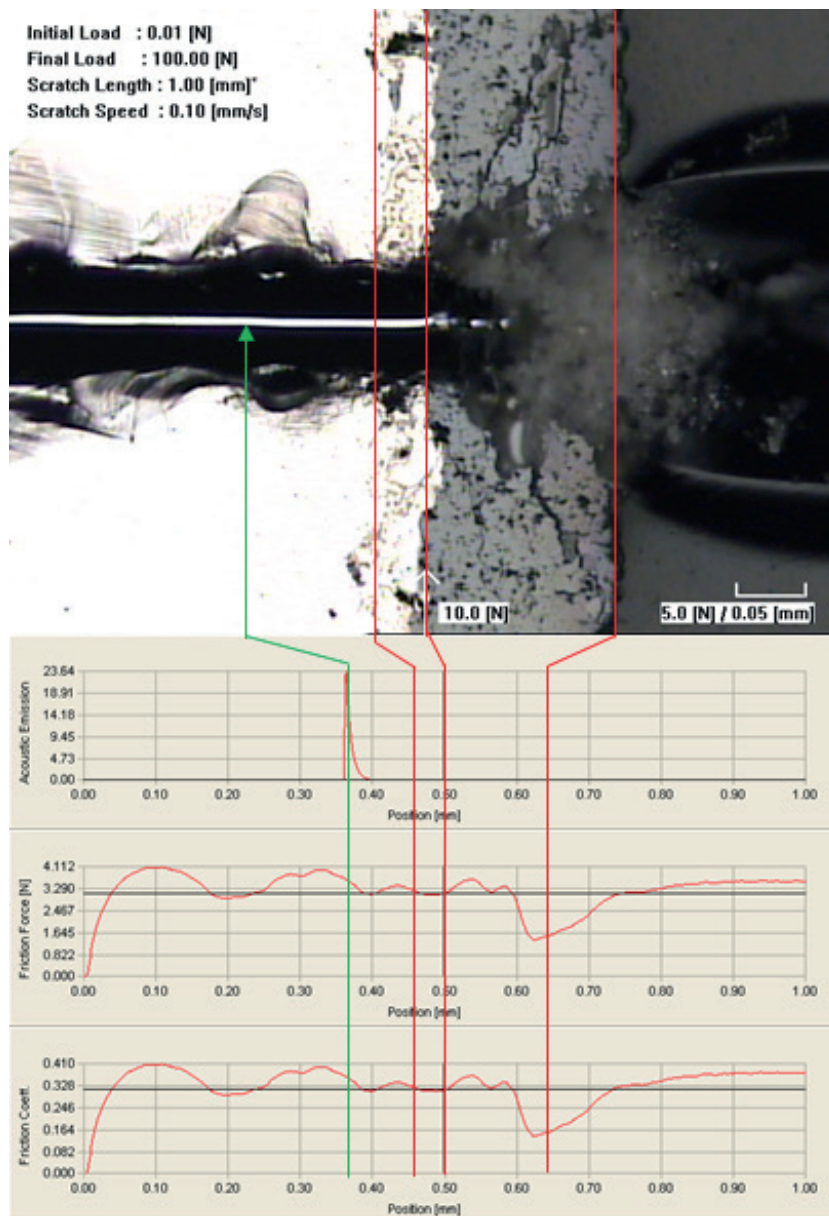 Initial Load : 0.01 [N]
Final Load : 100.00 [N]
Scratch Length : 1.00 [mm]*
Scratch Speed : 0.10 [mm/s]
10.0 [N]
5.0 [N] / 0.05 [mm]
Acoustic Emission
23.64
18.91
14.18
9.45
4.73
0.00
0.00 0.10 0.20 0.30 0.40 0.50 0.60 0.70 0.80 0.90 1.00
Position [mm]
Friction Force [N]
4.112
3.290
2.467
1.645
0.822
0.000
0.00 0.10 0.20 0.30 0.40 0.50 0.60 0.70 0.80 0.90 1.00
Position [mm]
Friction Coeff.
0.410
0.328
0.246
0.164
0.082
0.000
0.00 0.10 0.20 0.30 0.40 0.50 0.60 0.70 0.80 0.90 1.00
Position [mm]